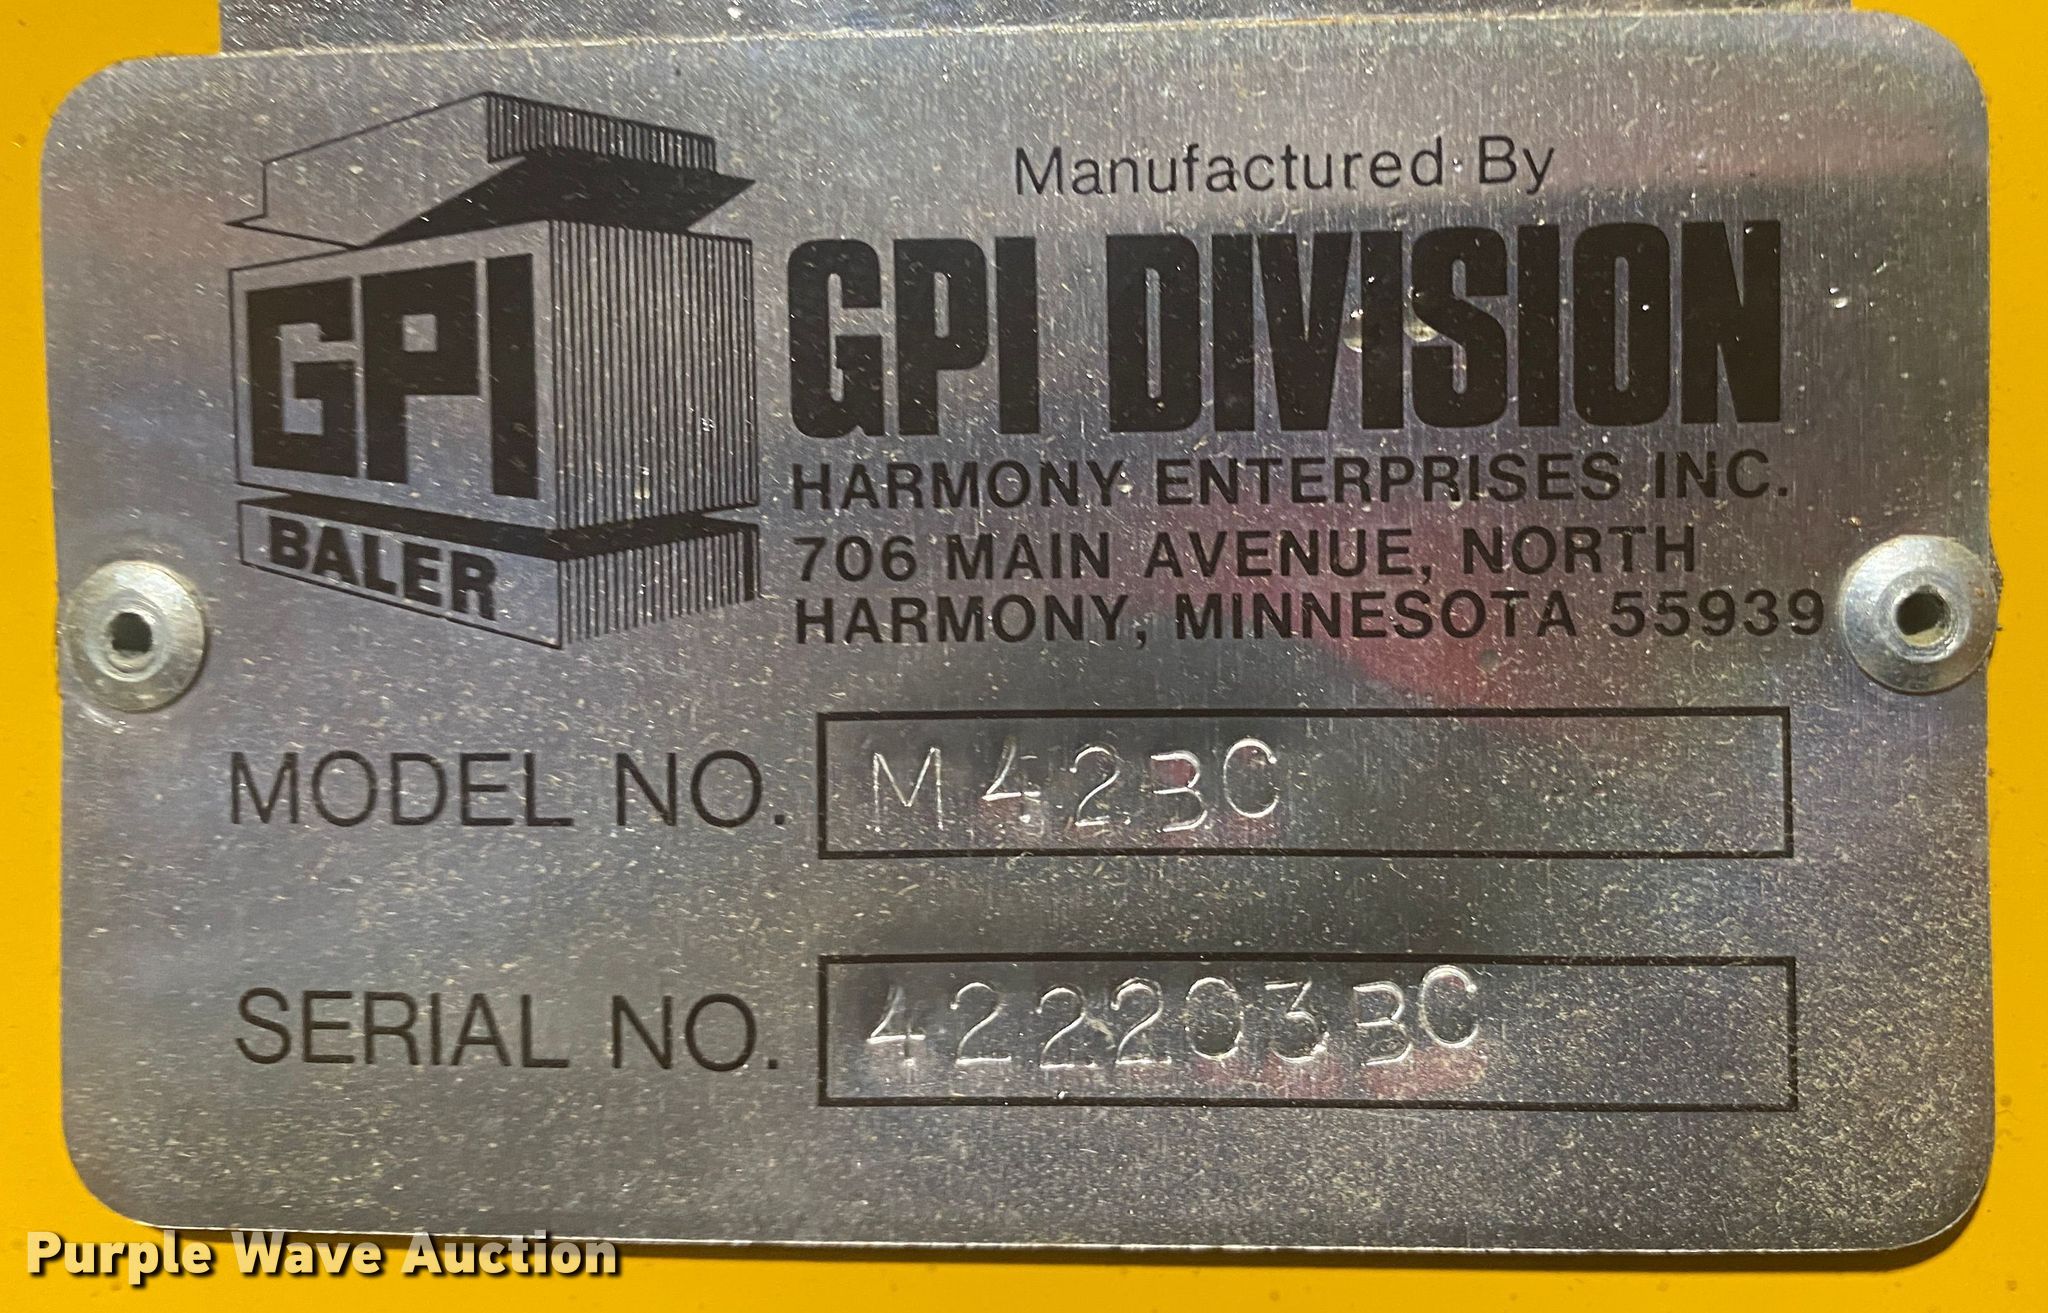 GPI
BALER
Manufactured By
GPI DIVISION
HARMONY ENTERPRISES INC.
706 MAIN AVENUE, NORTH
HARMONY, MINNESOTA 55939
MODEL NO. M42BC
SERIAL NO. 422203BC
Purple Wave Auction